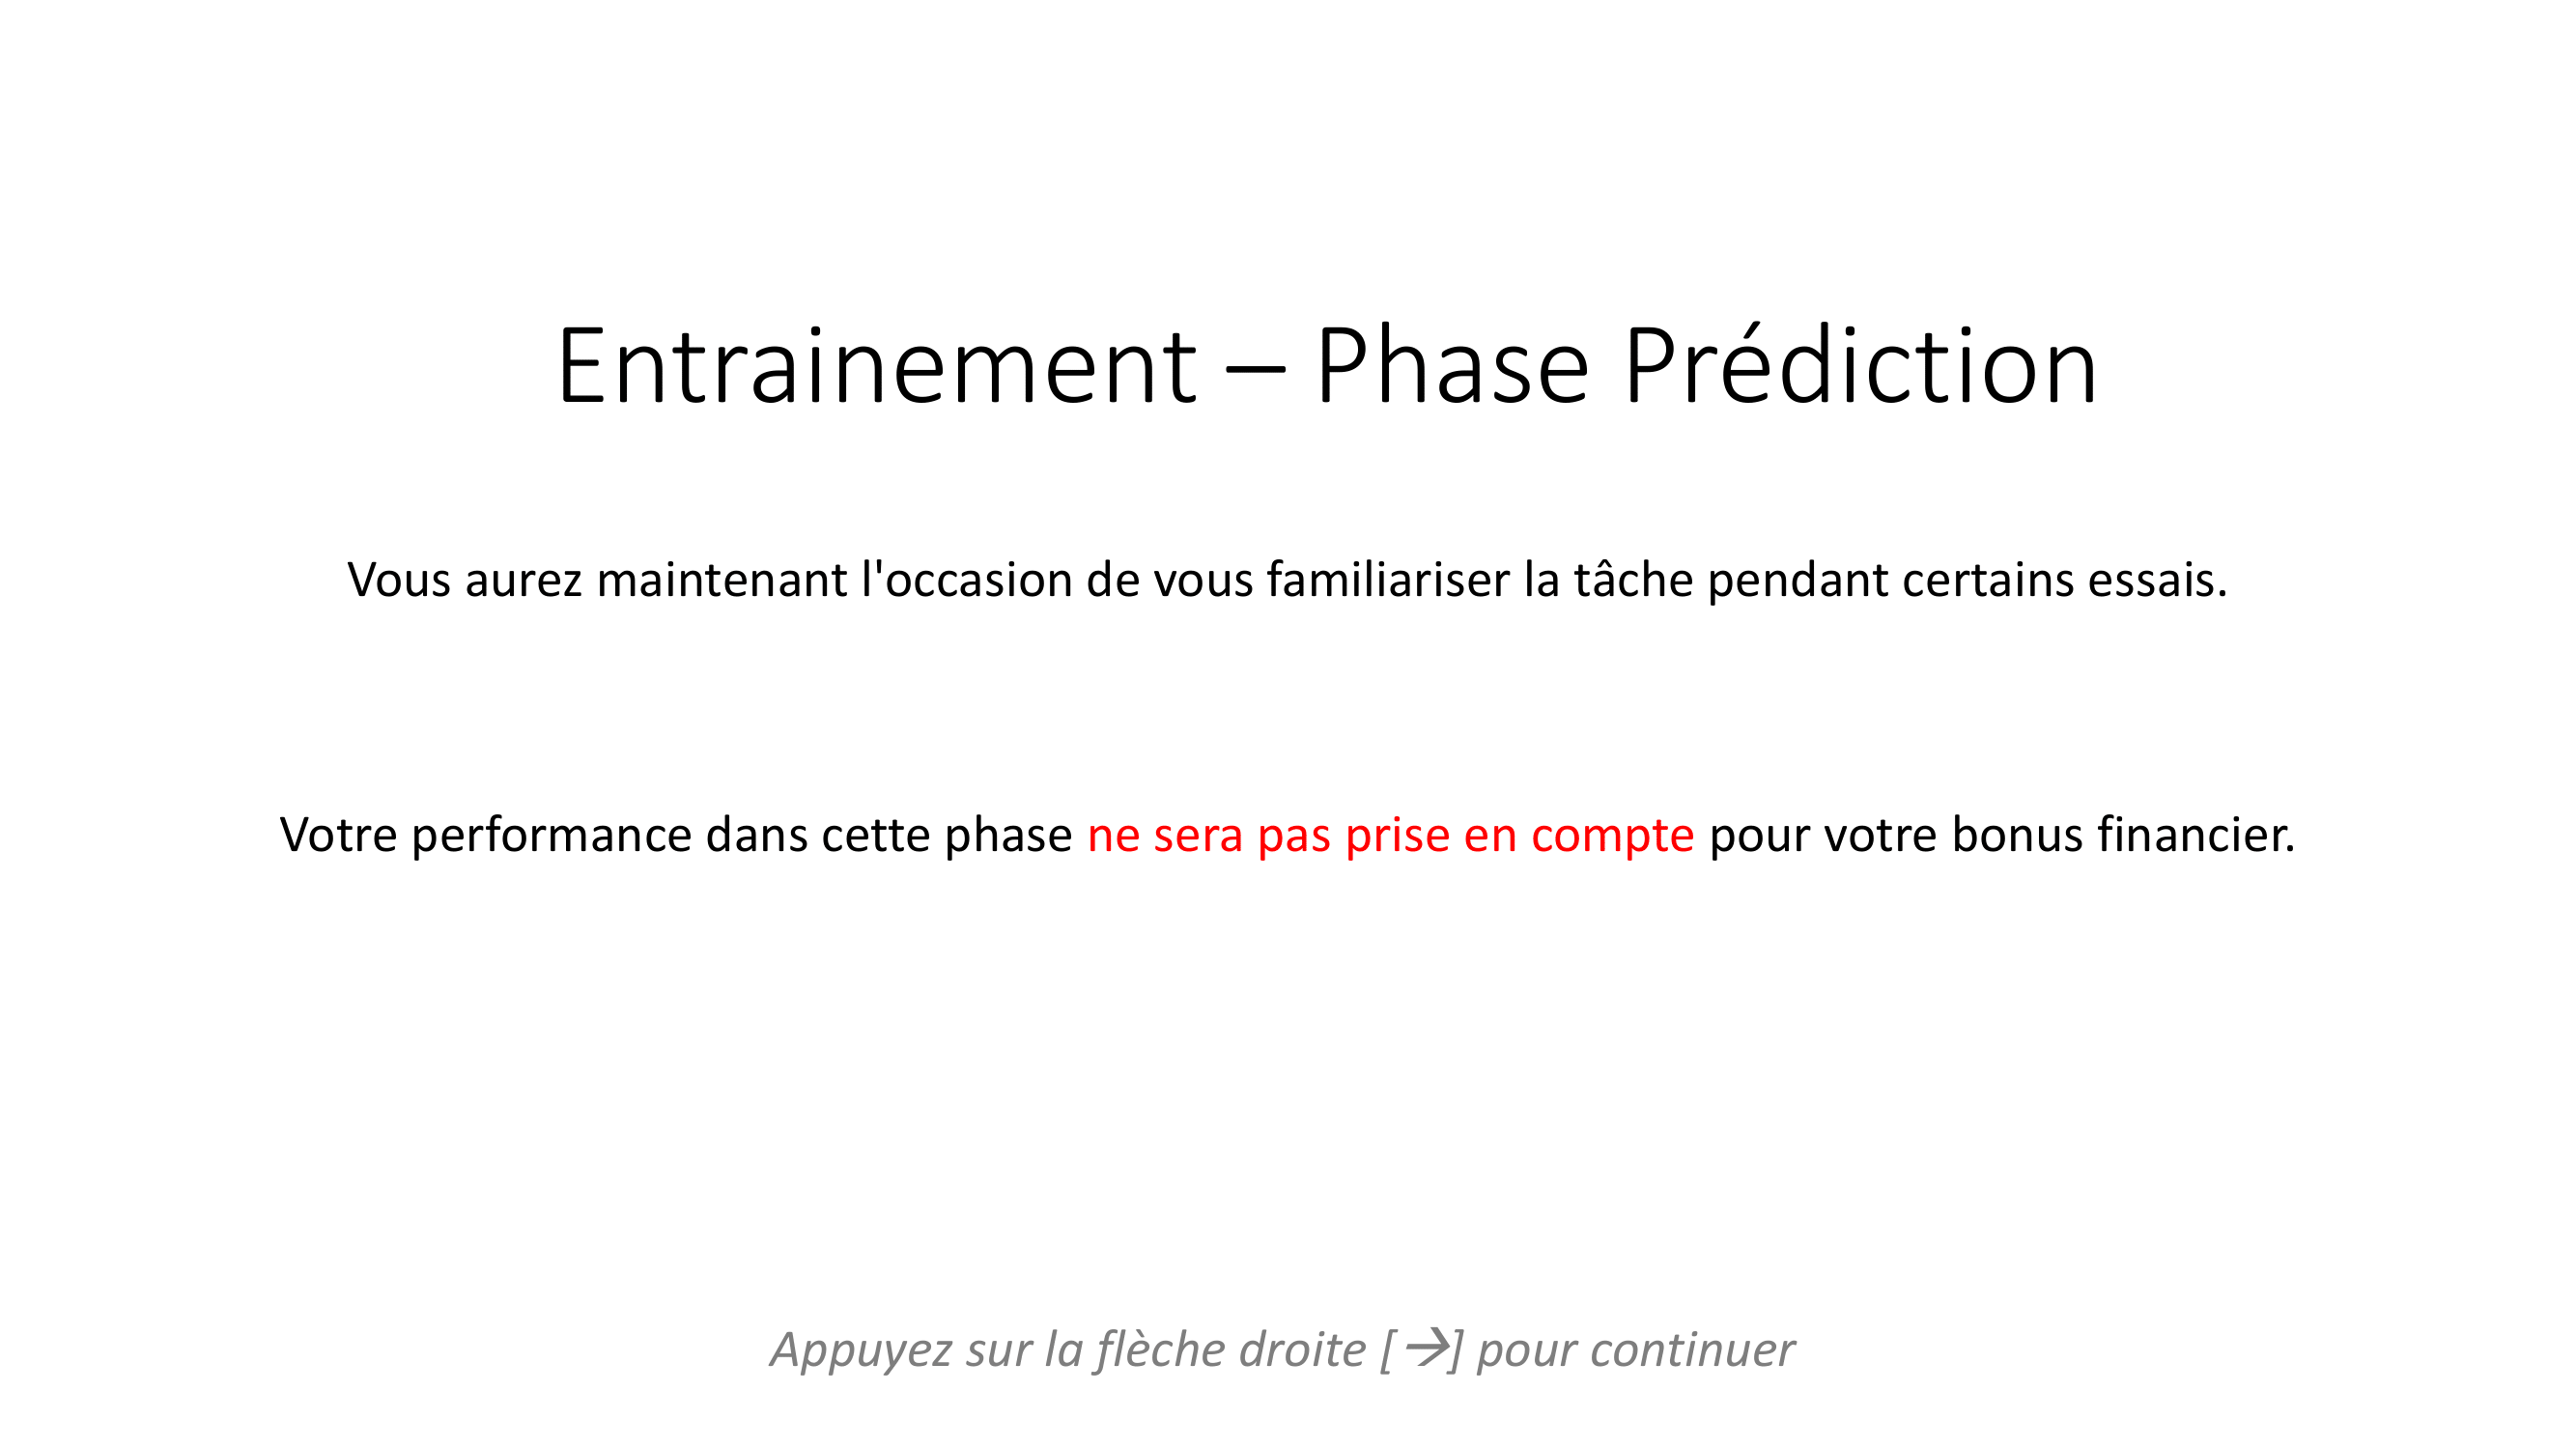 Entrainement – Phase Prédiction
Vous aurez maintenant l'occasion de vous familiariser la tâche pendant certains essais.
Votre performance dans cette phase ne sera pas prise en compte pour votre bonus financier.
Appuyez sur la flèche droite [→] pour continuer